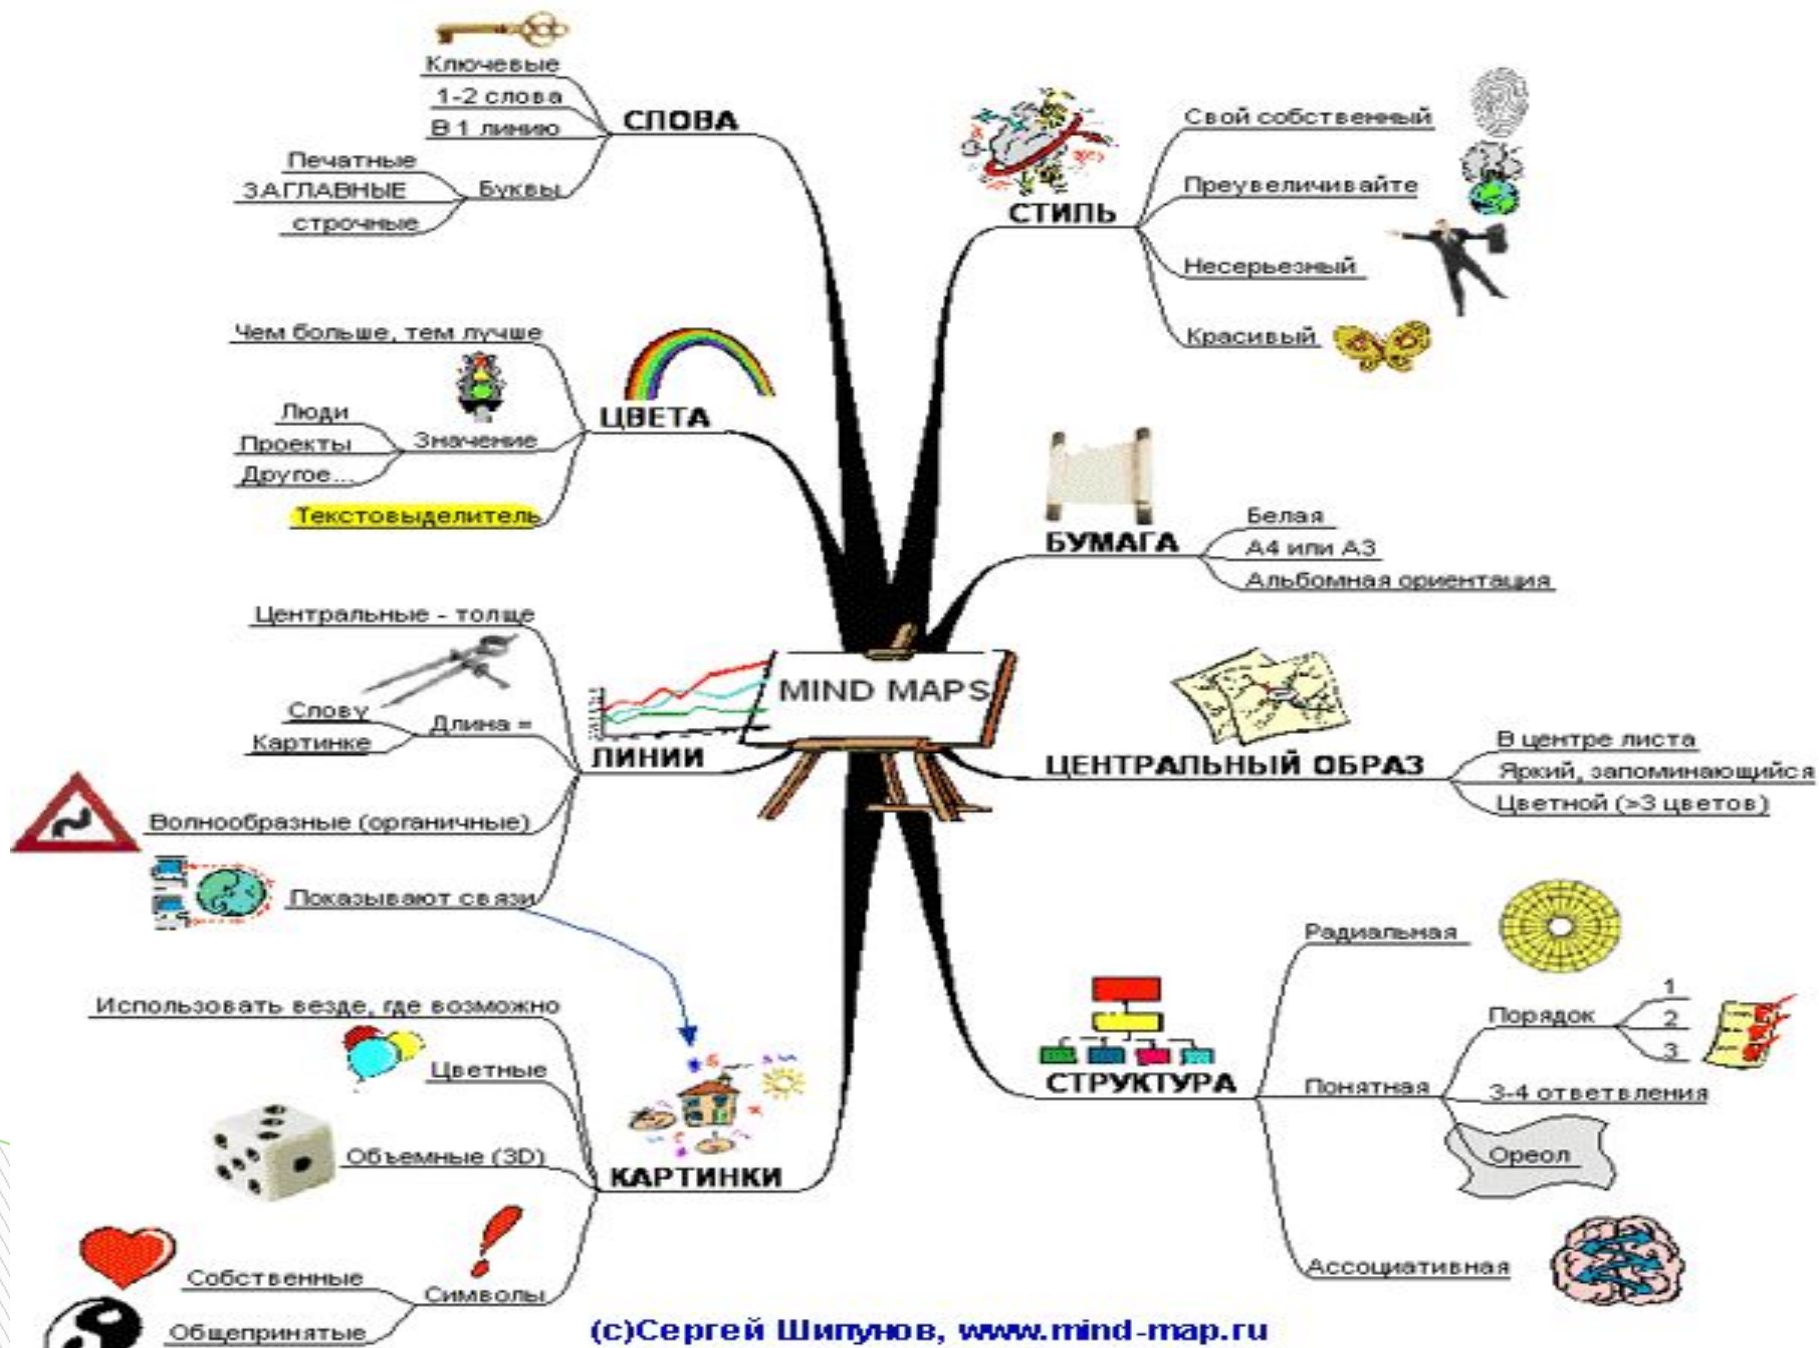 Ключевые
1-2 слова
В 1 линию
СЛОВА
Печатные
ЗАГЛАВНЫЕ
строчные
Буквы
Чем больше, тем лучше
ЦВЕТА
Люди
Проекты
Другое...
Значение
Текстовыделитель
Центральные - толще
Слову
Картинке
Длина =
ЛИНИИ
Волнообразные (органичные)
Показывают связи
Использовать везде, где возможно
Цветные
Объемные (3D)
КАРТИНКИ
Собственные
Общепринятые
Символы
MIND MAPS
СТИЛЬ
Свой собственный
Преувеличивайте
Несерьезный
Красивый
БУМАГА
Белая
А4 или А3
Альбомная ориентация
ЦЕНТРАЛЬНЫЙ ОБРАЗ
В центре листа
Яркий, запоминающийся
Цветной (>3 цветов)
СТРУКТУРА
Радиальная
Понятная
Порядок
1
2
3
3-4 ответвления
Ореол
Ассоциативная
(c)Сергей Шипунов, www.mind-map.ru